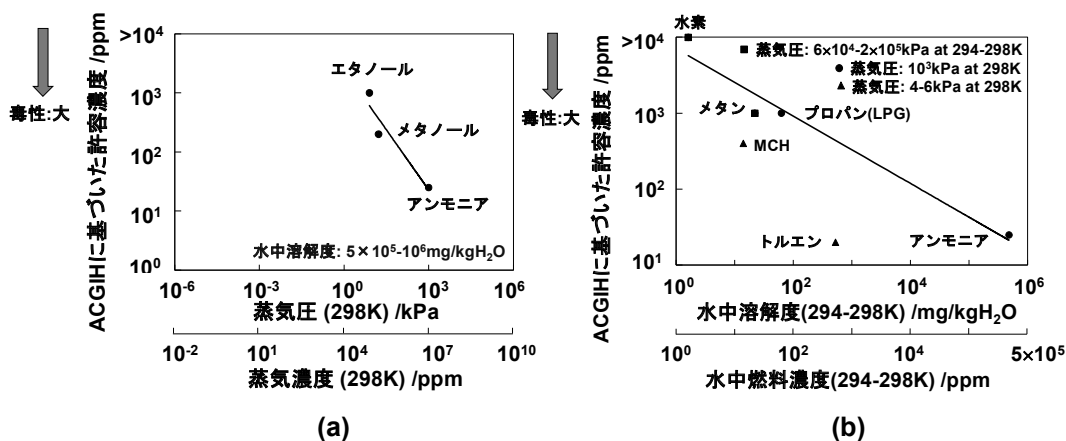 毒性:大
ACGIHに基づいた許容濃度 /ppm
>10⁴
10³
10²
10¹
10⁰
エタノール
メタノール
アンモニア
水中溶解度: 5×10⁵-10⁶mg/kgH₂O
10⁻⁶
10⁻³
10⁰
10³
10⁶
蒸気圧 (298K) /kPa
10⁻²
10¹
10⁴
10⁷
10¹⁰
蒸気濃度 (298K) /ppm
(a)
毒性:大
ACGIHに基づいた許容濃度 /ppm
水素
>10⁴
10³
10²
10¹
蒸気圧: 6×10⁴-2×10⁵kPa at 294-298K
蒸気圧: 10³kPa at 298K
蒸気圧: 4-6kPa at 298K
メタン
プロパン(LPG)
MCH
トルエン
アンモニア
10⁰
10²
10⁴
10⁶
水中溶解度(294-298K) /mg/kgH₂O
10⁰
10²
10⁴
5×10⁵
水中燃料濃度(294-298K) /ppm
(b)